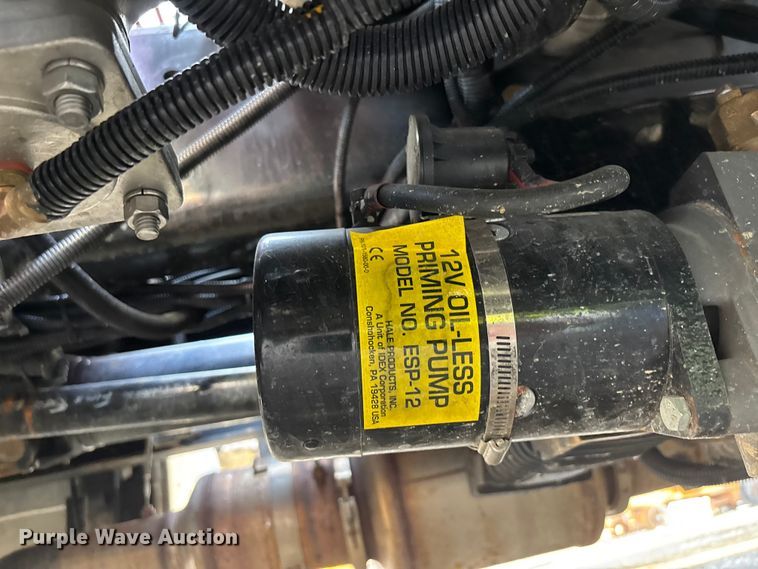 12V OIL-LESS
PRIMING PUMP
MODEL NO. ESP-12
HALE PRODUCTS, INC.
A Unit of IDEX Corporation
Conshohocken, PA 19428 USA
CE
Purple Wave Auction